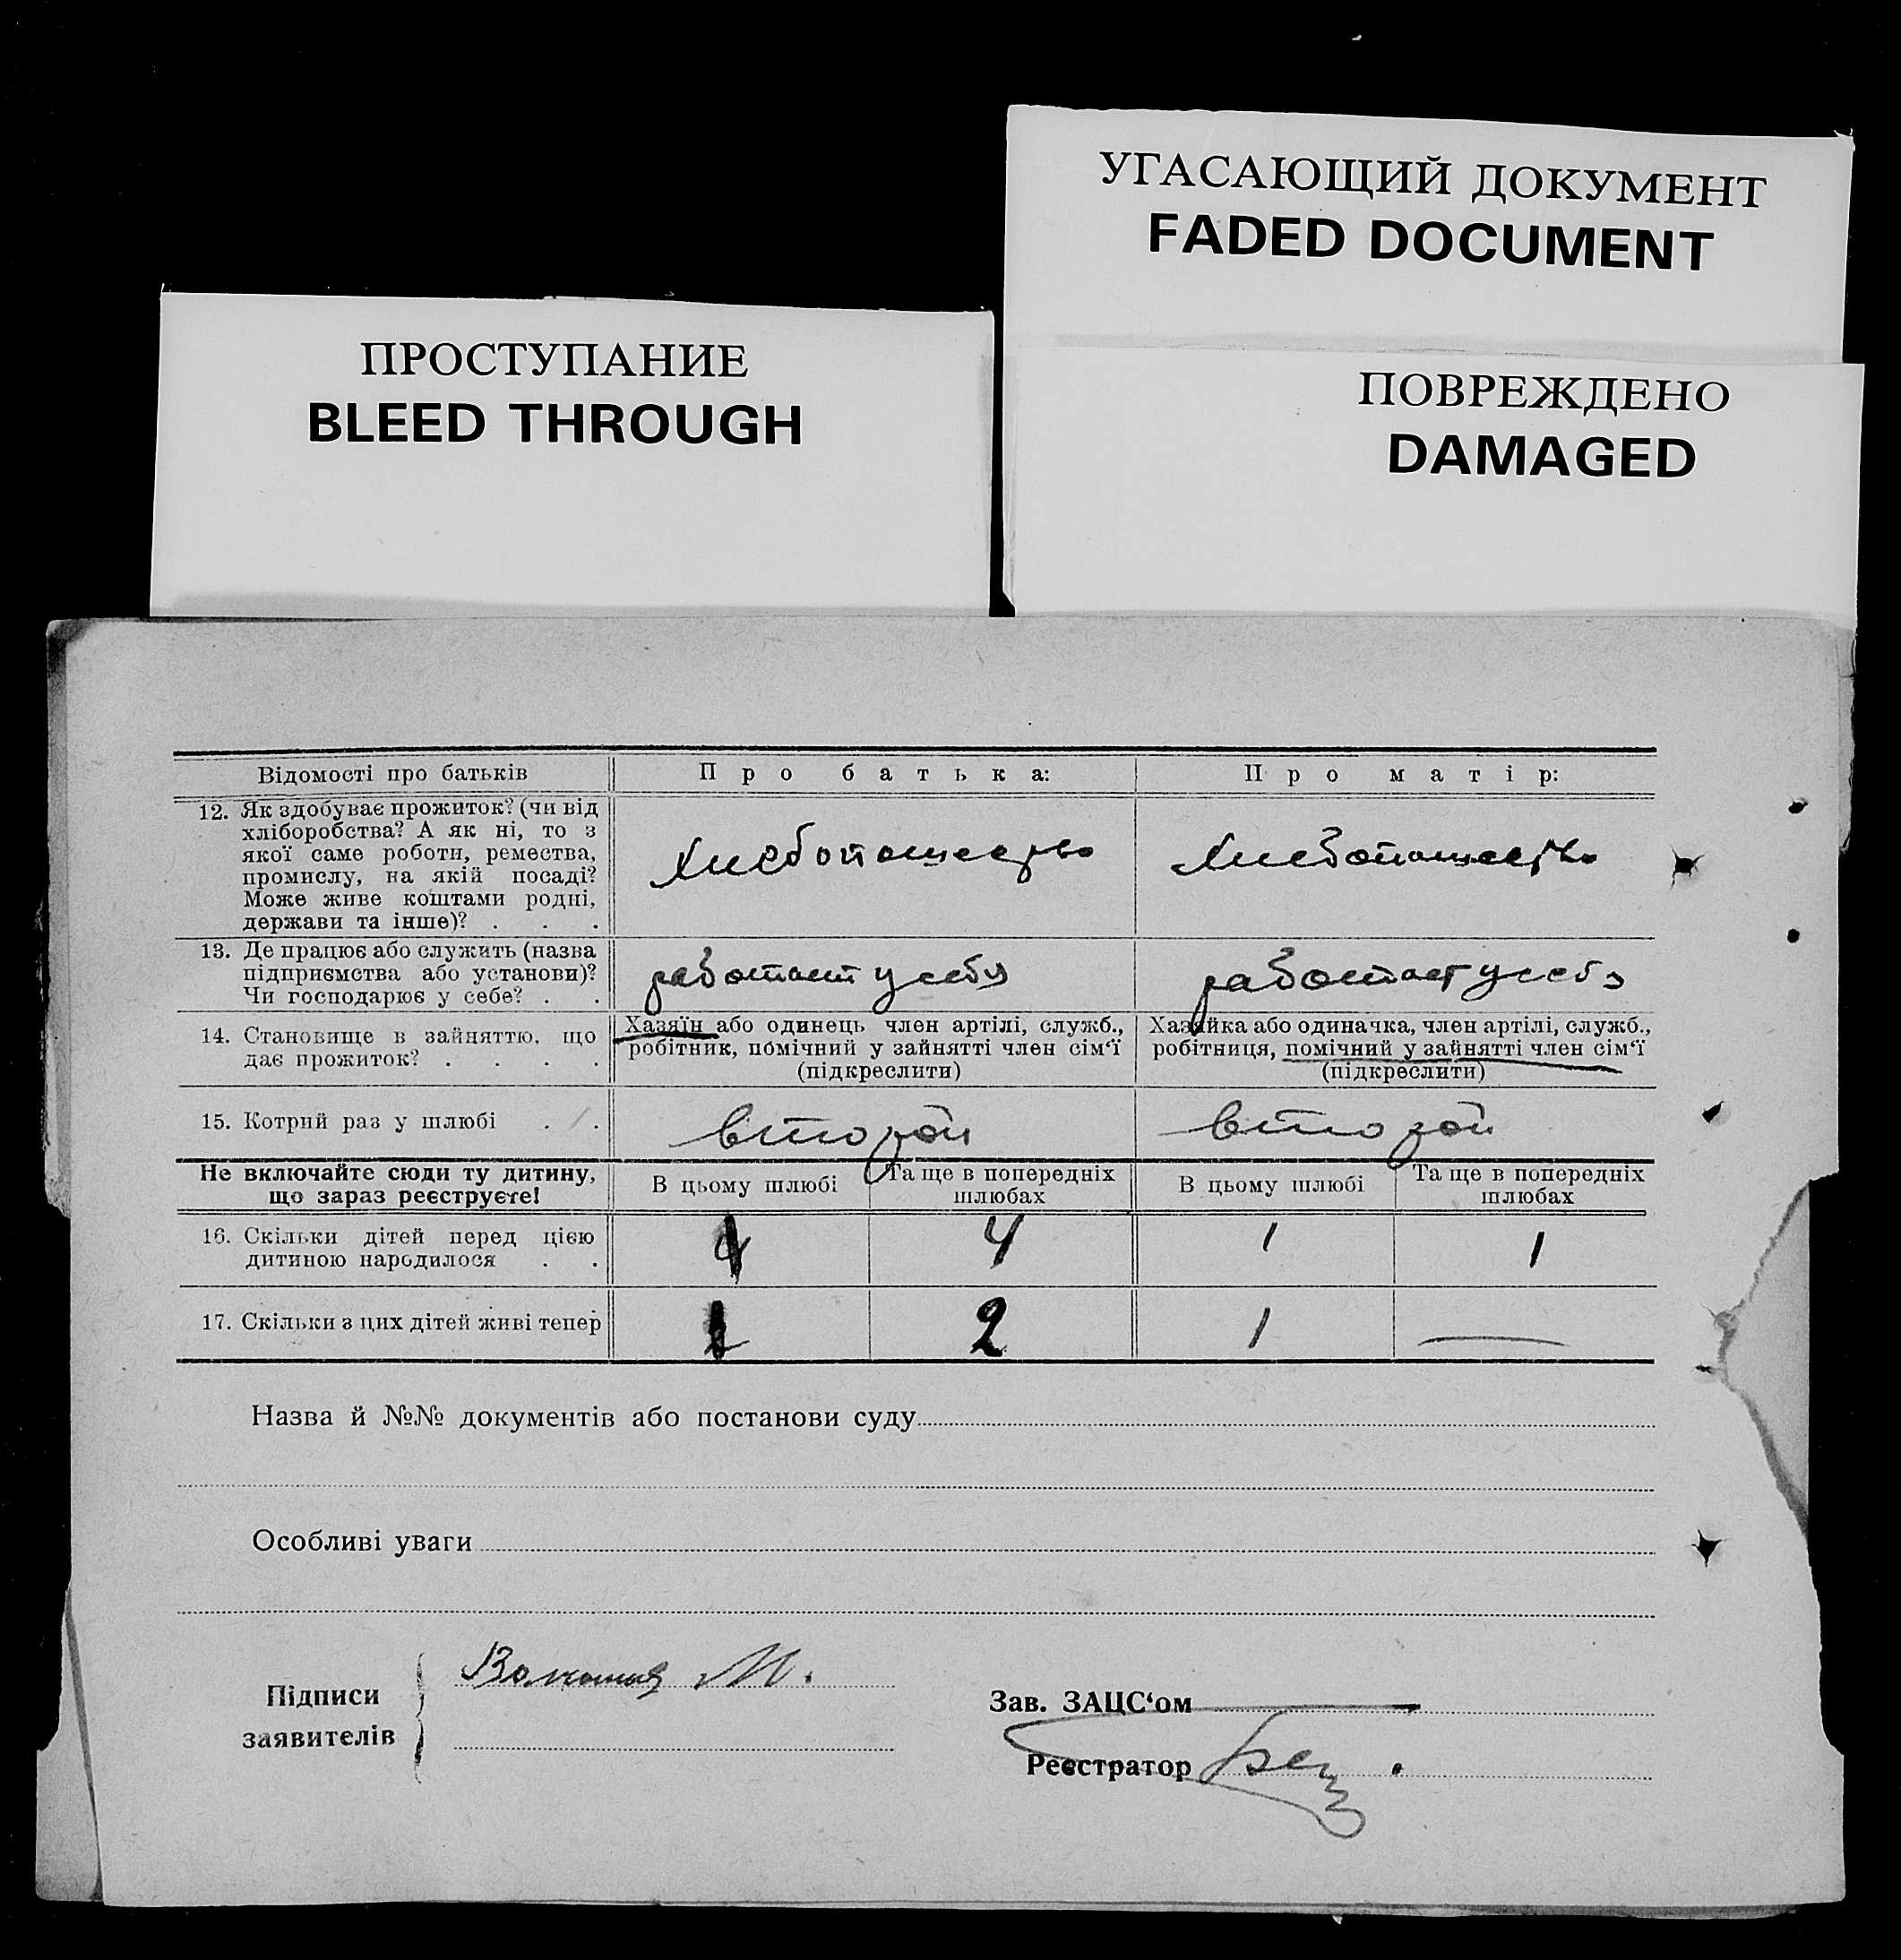 УГАСАЮЩИЙ ДОКУМЕНТ
FADED DOCUMENT
ПРОСТУПАНИЕ
BLEED THROUGH
ПОВРЕЖДЕНО
DAMAGED
Відомості про батьків
Про батька:
Про матір:
12. Як здобуває прожиток? (чи від
хліборобства? А як ні, то з
якої саме роботи, ремества,
промислу, на якій посаді?
Може живе коштами родні,
держави та інше)? . . .
Хлебопашество
Хлебопашество
13. Де працює або служить (назва
підприємства або установи)?
Чи господарює у себе? . .
работает у себя
работает у себя
14. Становище в зайняттю, що
дає прожиток? . . . .
Хазяїн або одинець член артілі, служб.,
робітник, помічний у зайнятті член сім‘ї
(підкреслити)
Хазяйка або одиначка, член артілі, служб.,
робітниця, помічний у зайнятті член сім‘ї
(підкреслити)
15. Котрий раз у шлюбі . .
второй
второй
Не включайте сюди ту дитину,
що зараз реєструєте!
В цьому шлюбі
Та ще в попередніх
шлюбах
В цьому шлюбі
Та ще в попередніх
шлюбах
16. Скільки дітей перед цією
дитиною народилося . .
4
1
1
17. Скільки з цих дітей живі тепер
2
1
—
Назва й №№ документів або постанови суду
Особливі уваги
Підписи
заявителів
М.
Зав. ЗАЦС‘ом
Реєстратор